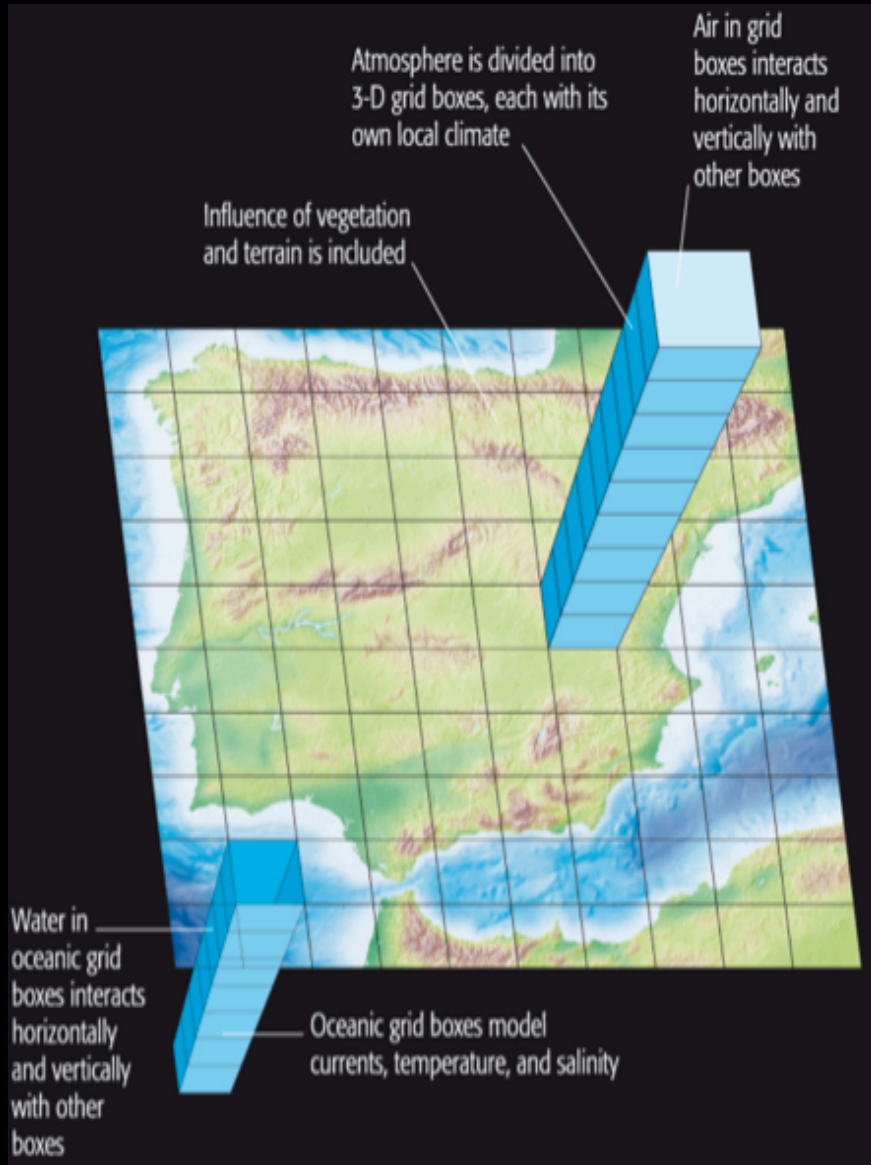 Air in grid
boxes interacts
horizontally and
vertically with
other boxes
Atmosphere is divided into
3-D grid boxes, each with its
own local climate
Influence of vegetation
and terrain is included
Water in
oceanic grid
boxes interacts
horizontally
and vertically
with other
boxes
Oceanic grid boxes model
currents, temperature, and salinity